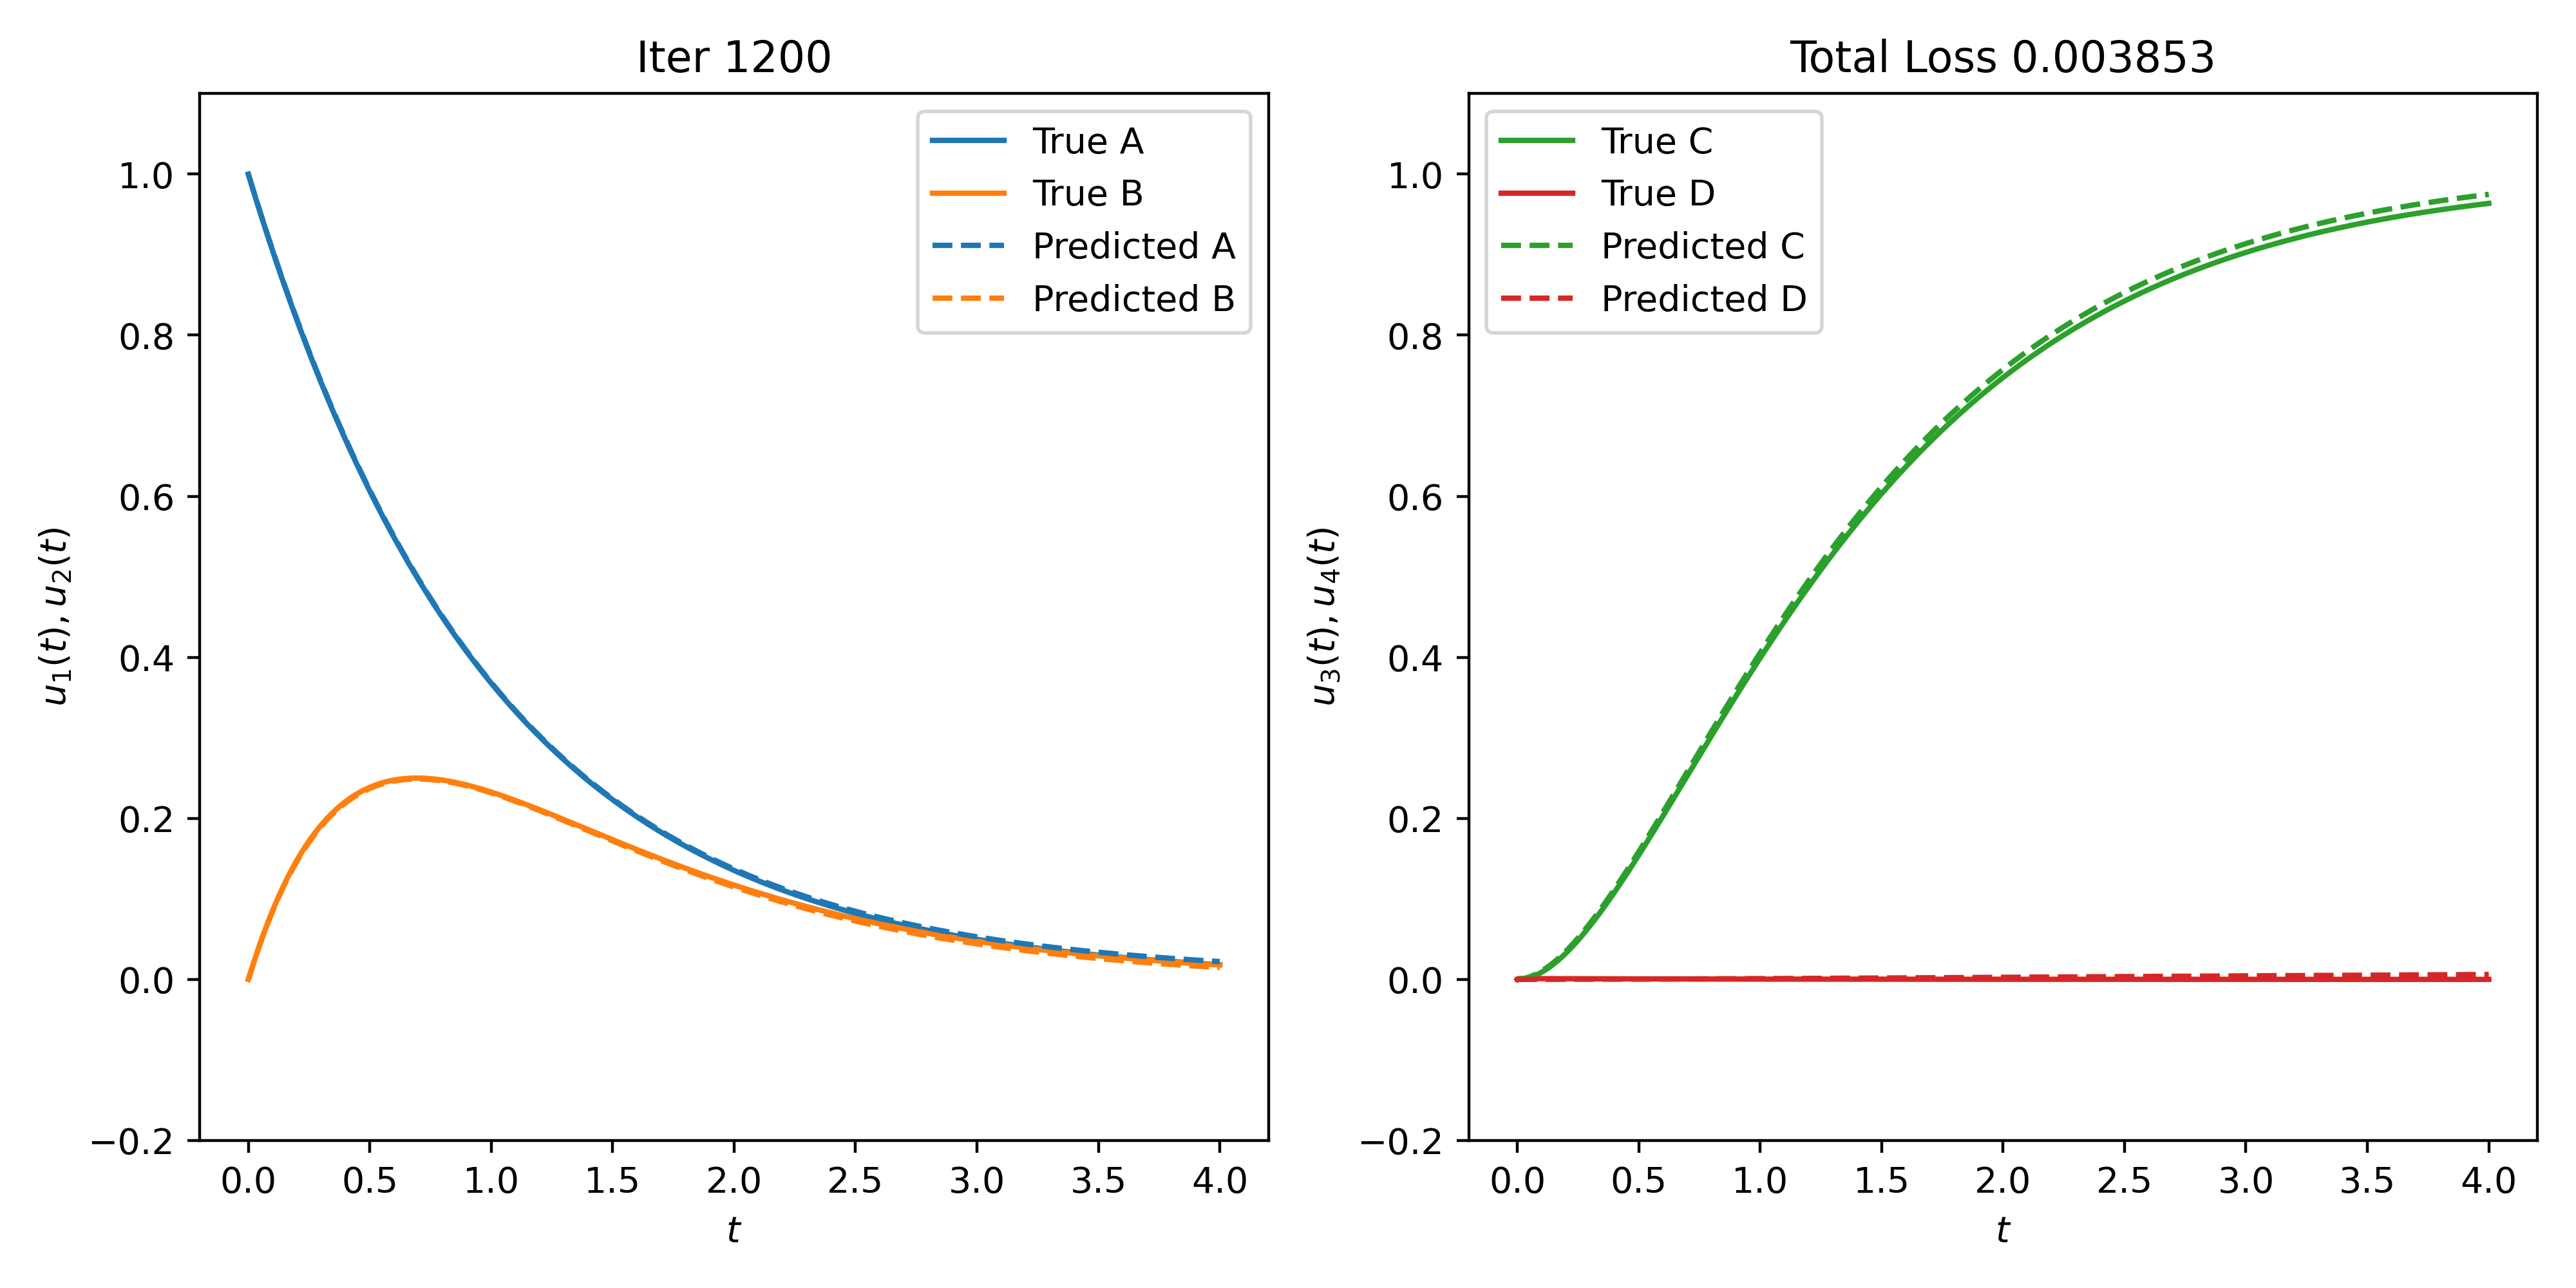 Iter 1200
True A
True B
Predicted A
Predicted B
1.0
0.8
0.6
0.4
0.2
0.0
−0.2
u₁(t), u₂(t)
0.0 0.5 1.0 1.5 2.0 2.5 3.0 3.5 4.0
t
Total Loss 0.003853
True C
True D
Predicted C
Predicted D
1.0
0.8
0.6
0.4
0.2
0.0
−0.2
u₃(t), u₄(t)
0.0 0.5 1.0 1.5 2.0 2.5 3.0 3.5 4.0
t